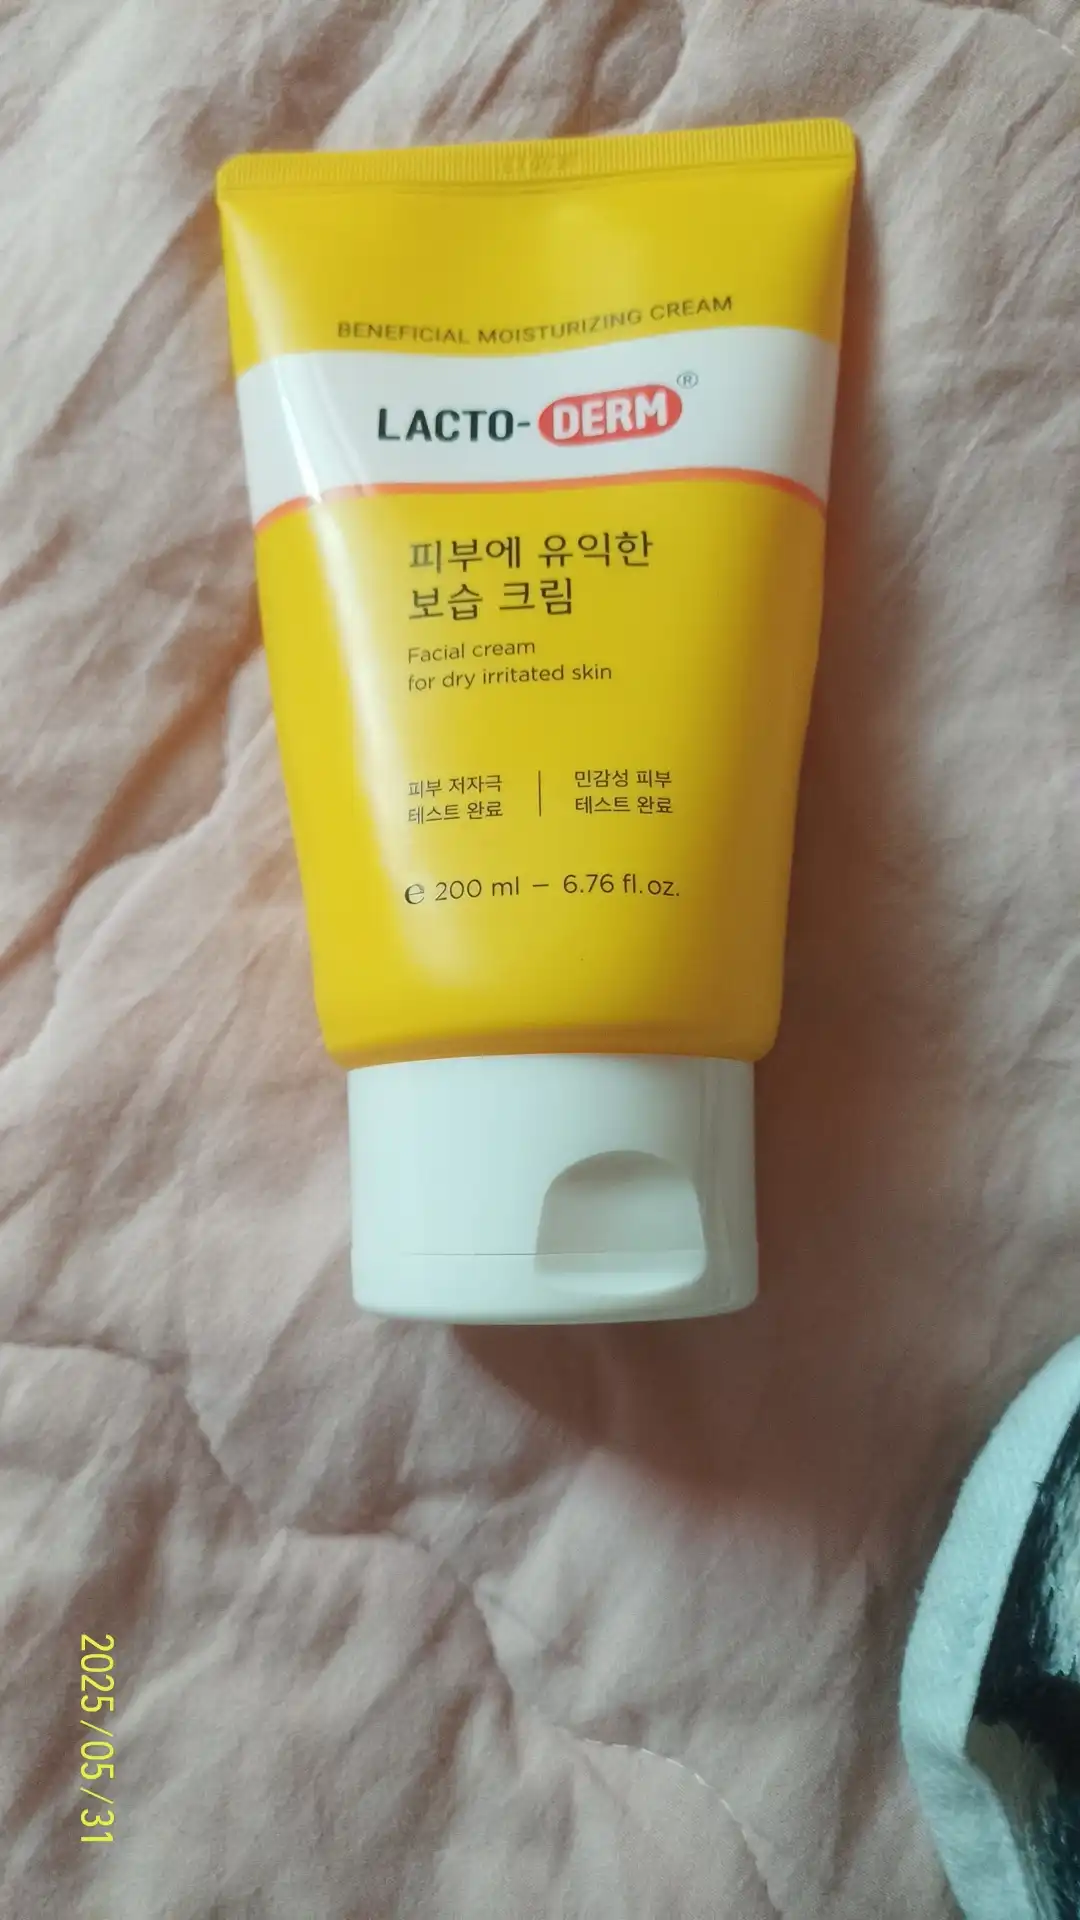 BENEFICIAL MOISTURIZING CREAM
LACTO-DERM®
피부에 유익한
보습 크림
Facial cream
for dry irritated skin
피부 저자극
테스트 완료
민감성 피부
테스트 완료
℮ 200 ml – 6.76 fl.oz.
2025/05/31